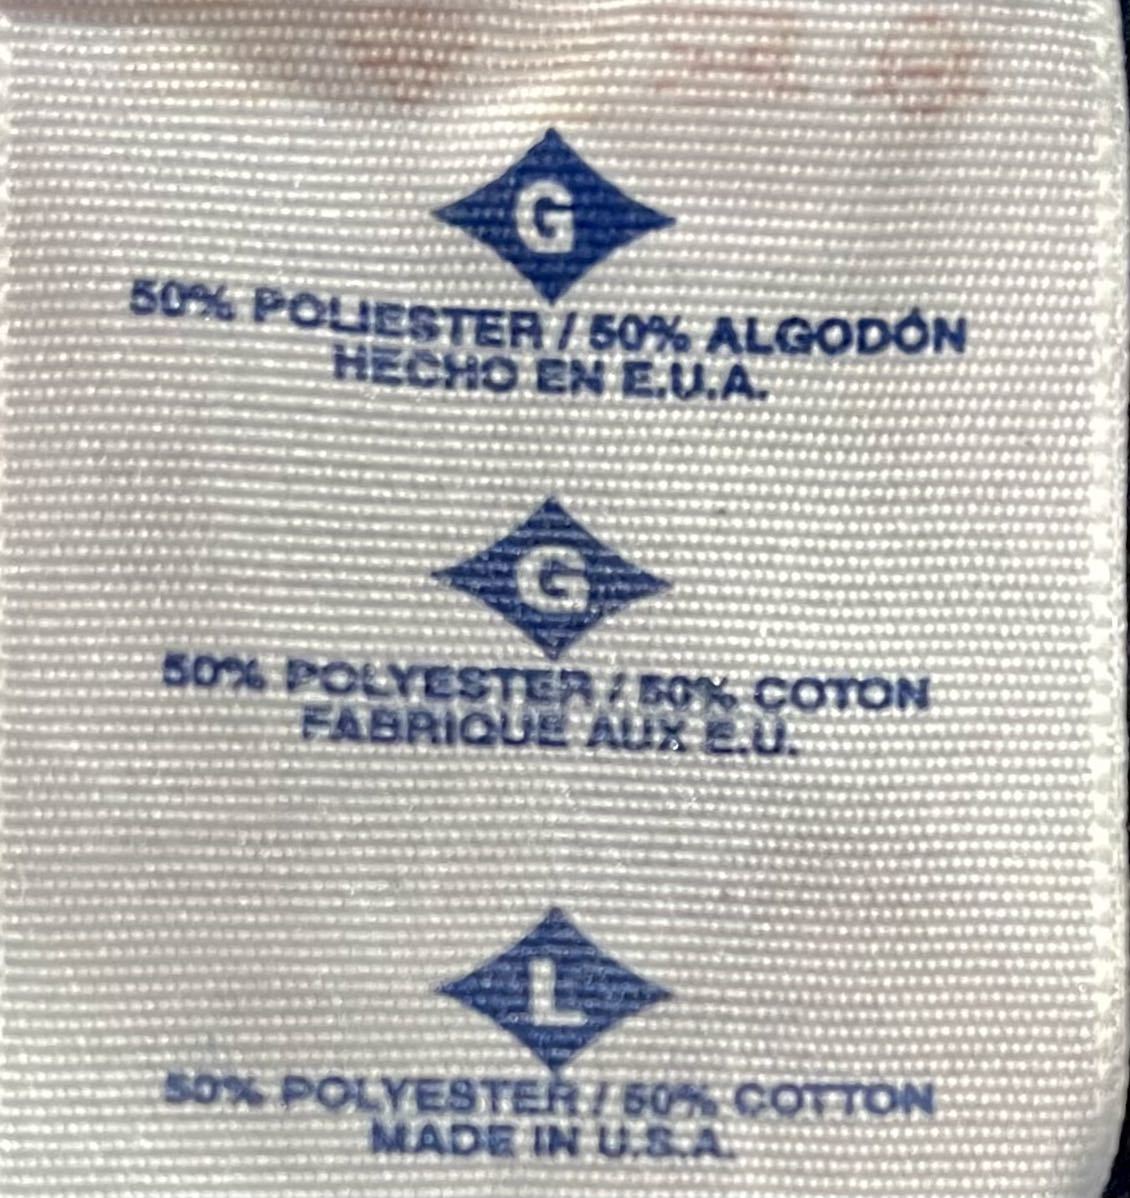 G
50% POLIESTER / 50% ALGODÓN
HECHO EN E.U.A.
G
50% POLYESTER / 50% COTON
FABRIQUE AUX E.U.
L
50% POLYESTER / 50% COTTON
MADE IN U.S.A.